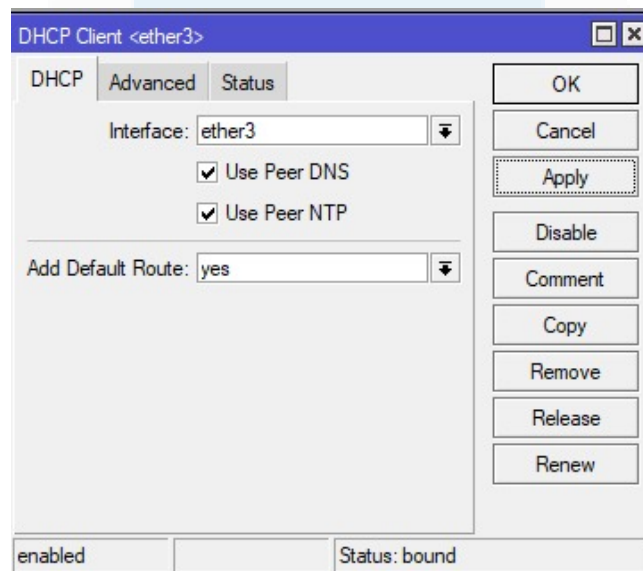 DHCP Client <ether3>
DHCP Advanced Status
Interface: ether3
Use Peer DNS
Use Peer NTP
Add Default Route: yes
OK
Cancel
Apply
Disable
Comment
Copy
Remove
Release
Renew
enabled Status: bound